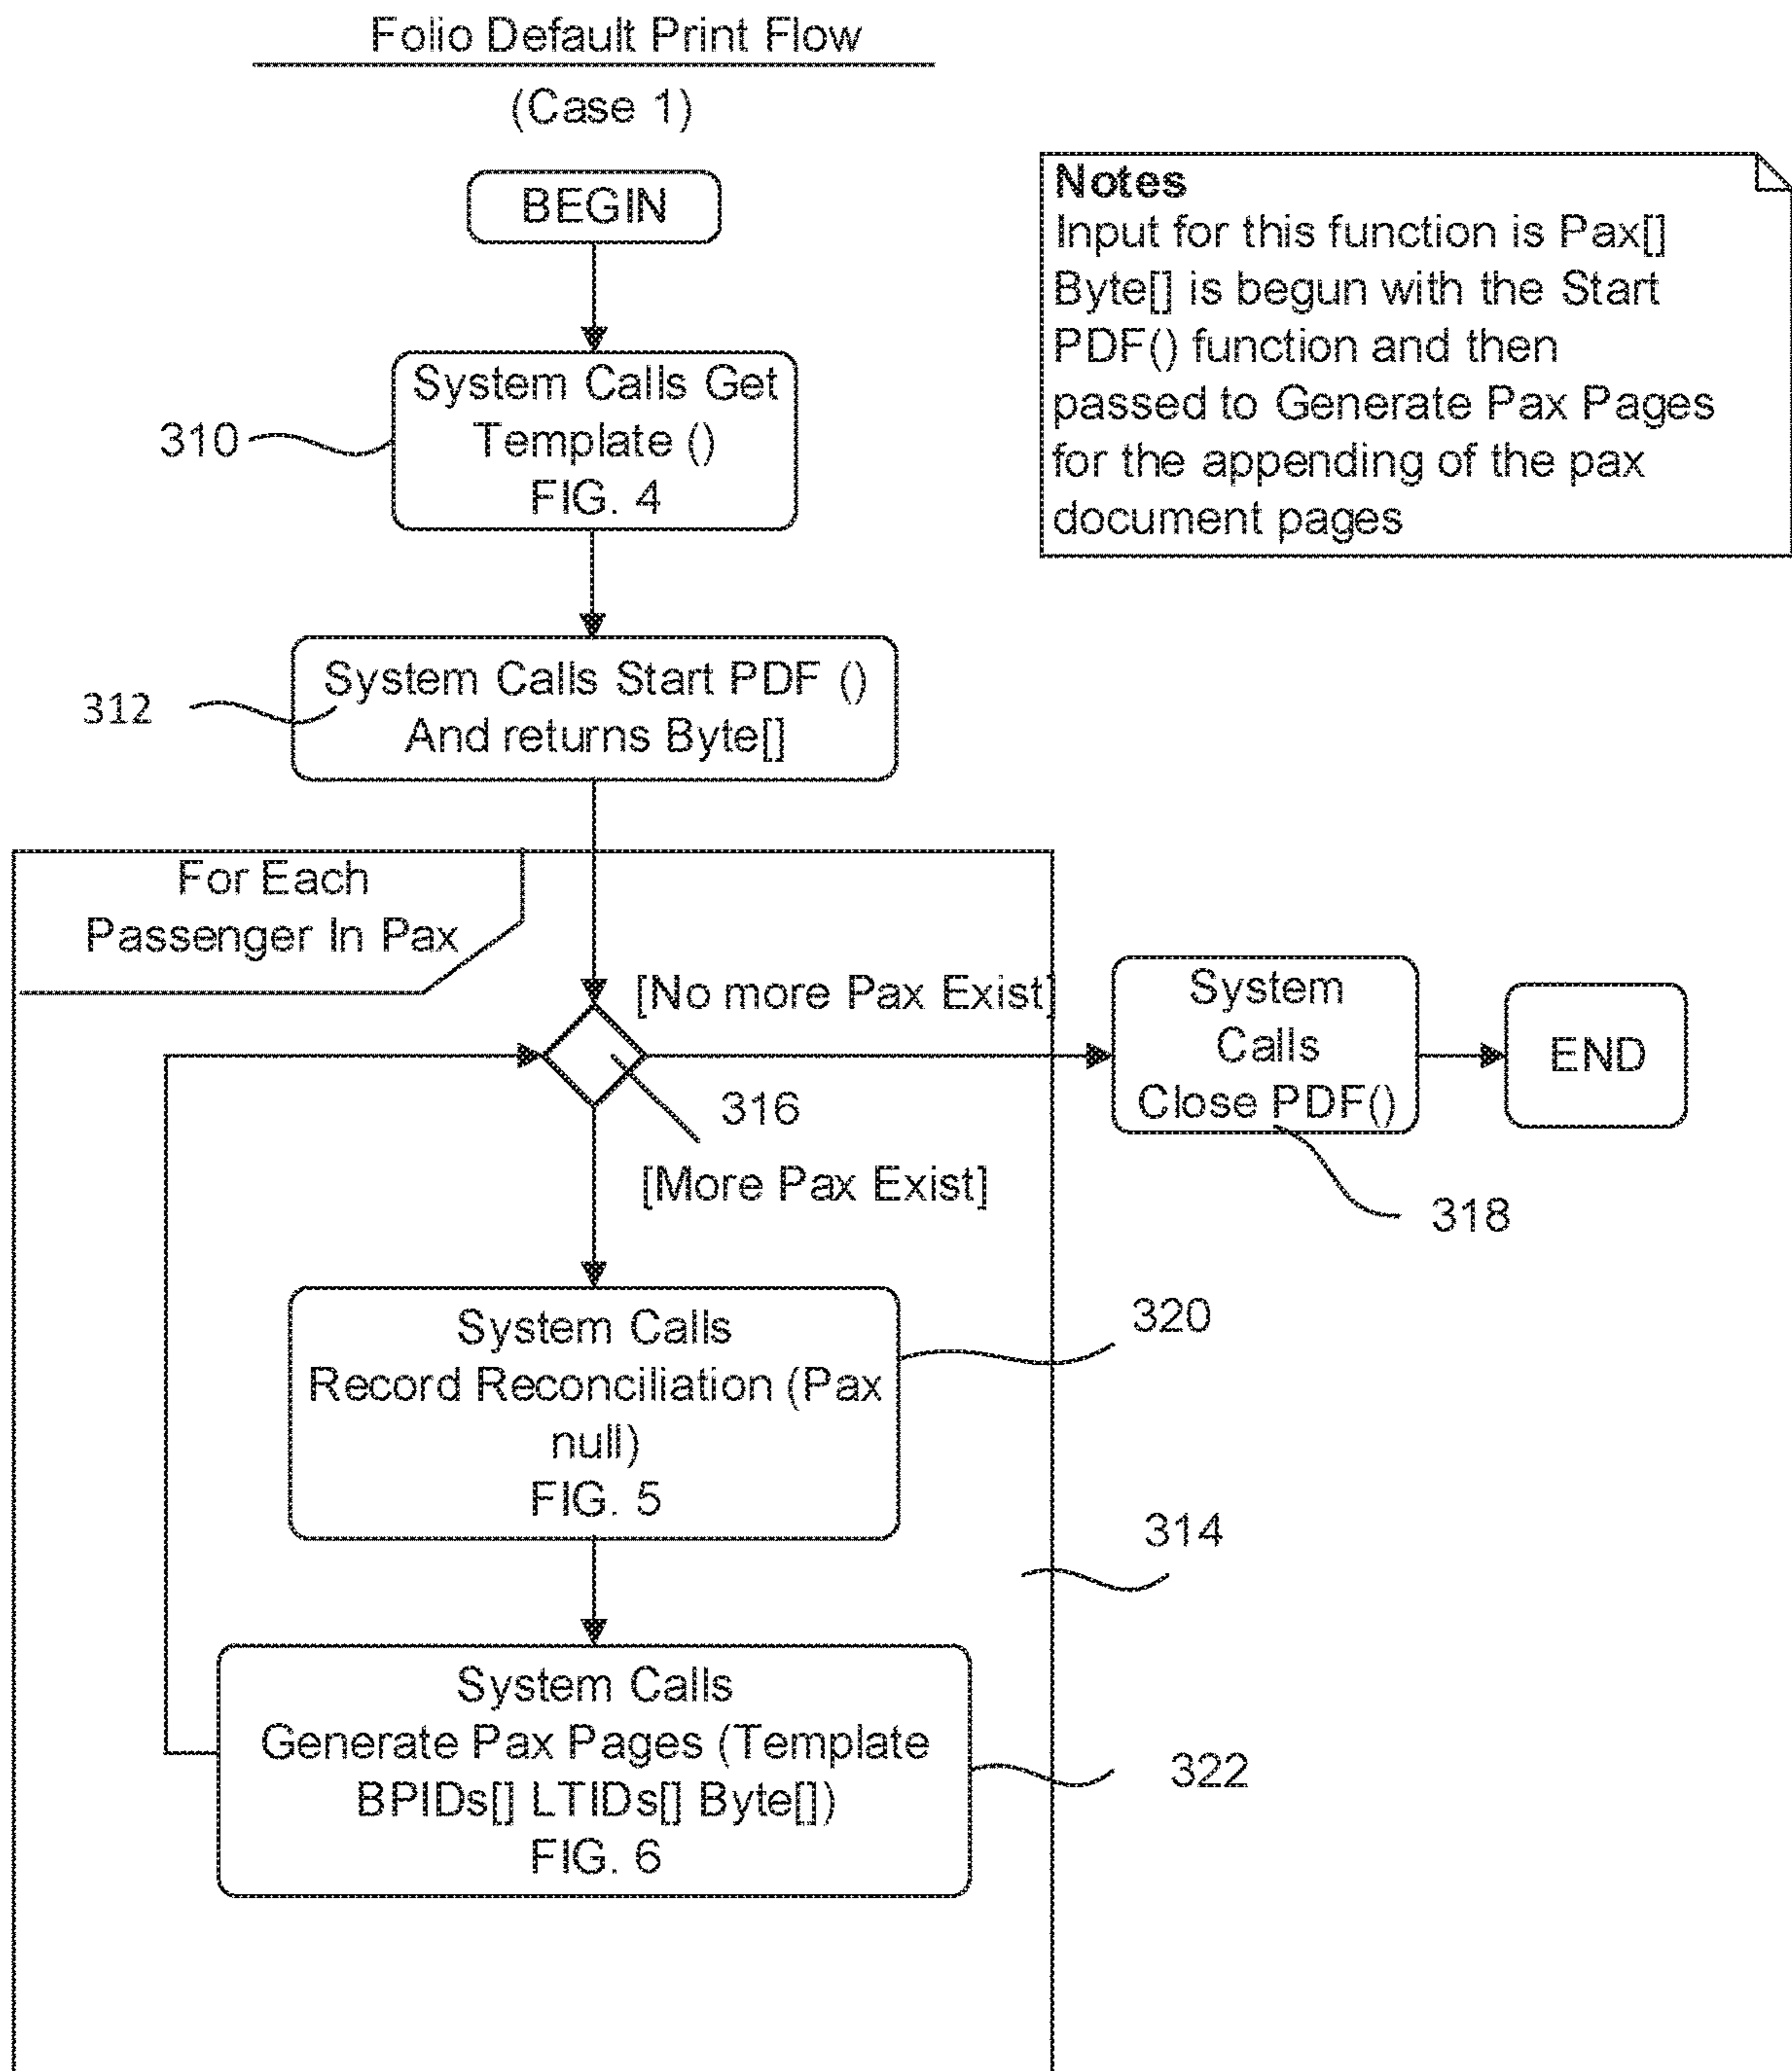 Folio Default Print Flow
(Case 1)
BEGIN
Notes
Input for this function is Pax[]
Byte[] is begun with the Start
PDF() function and then
passed to Generate Pax Pages
for the appending of the pax
document pages
System Calls Get
Template ()
FIG. 4
310
System Calls Start PDF ()
And returns Byte[]
312
For Each
Passenger In Pax
[No more Pax Exist]
316
[More Pax Exist]
System
Calls
Close PDF()
END
318
System Calls
Record Reconciliation (Pax
null)
FIG. 5
320
314
System Calls
Generate Pax Pages (Template
BPIDs[] LTIDs[] Byte[])
FIG. 6
322